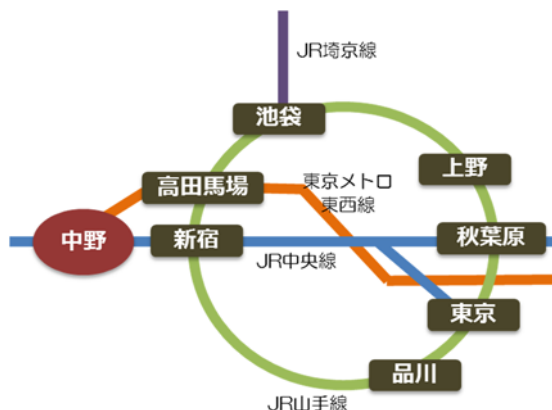 JR埼京線
池袋
上野
高田馬場
東京メトロ
東西線
中野
新宿
秋葉原
JR中央線
東京
品川
JR山手線